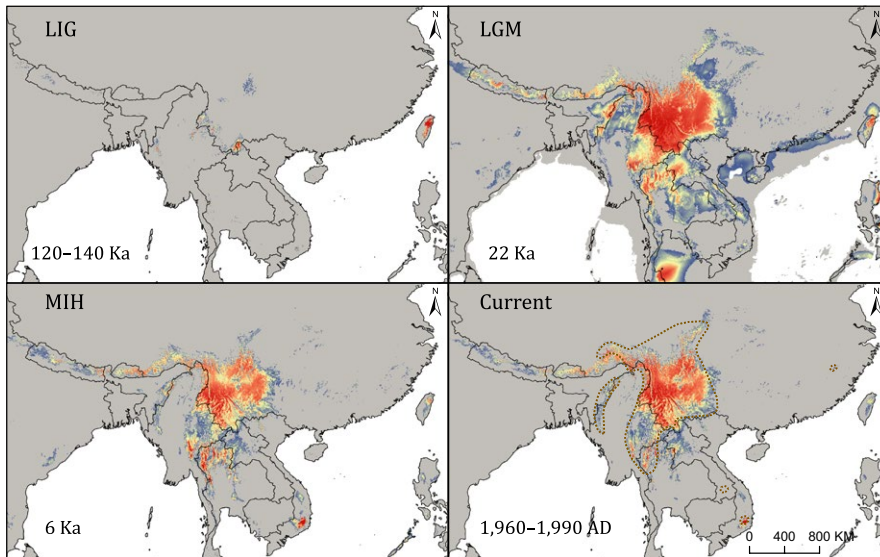 LIG
N
LGM
N
120–140 Ka
22 Ka
MIH
N
Current
N
6 Ka
1,960–1,990 AD
0 400 800 KM